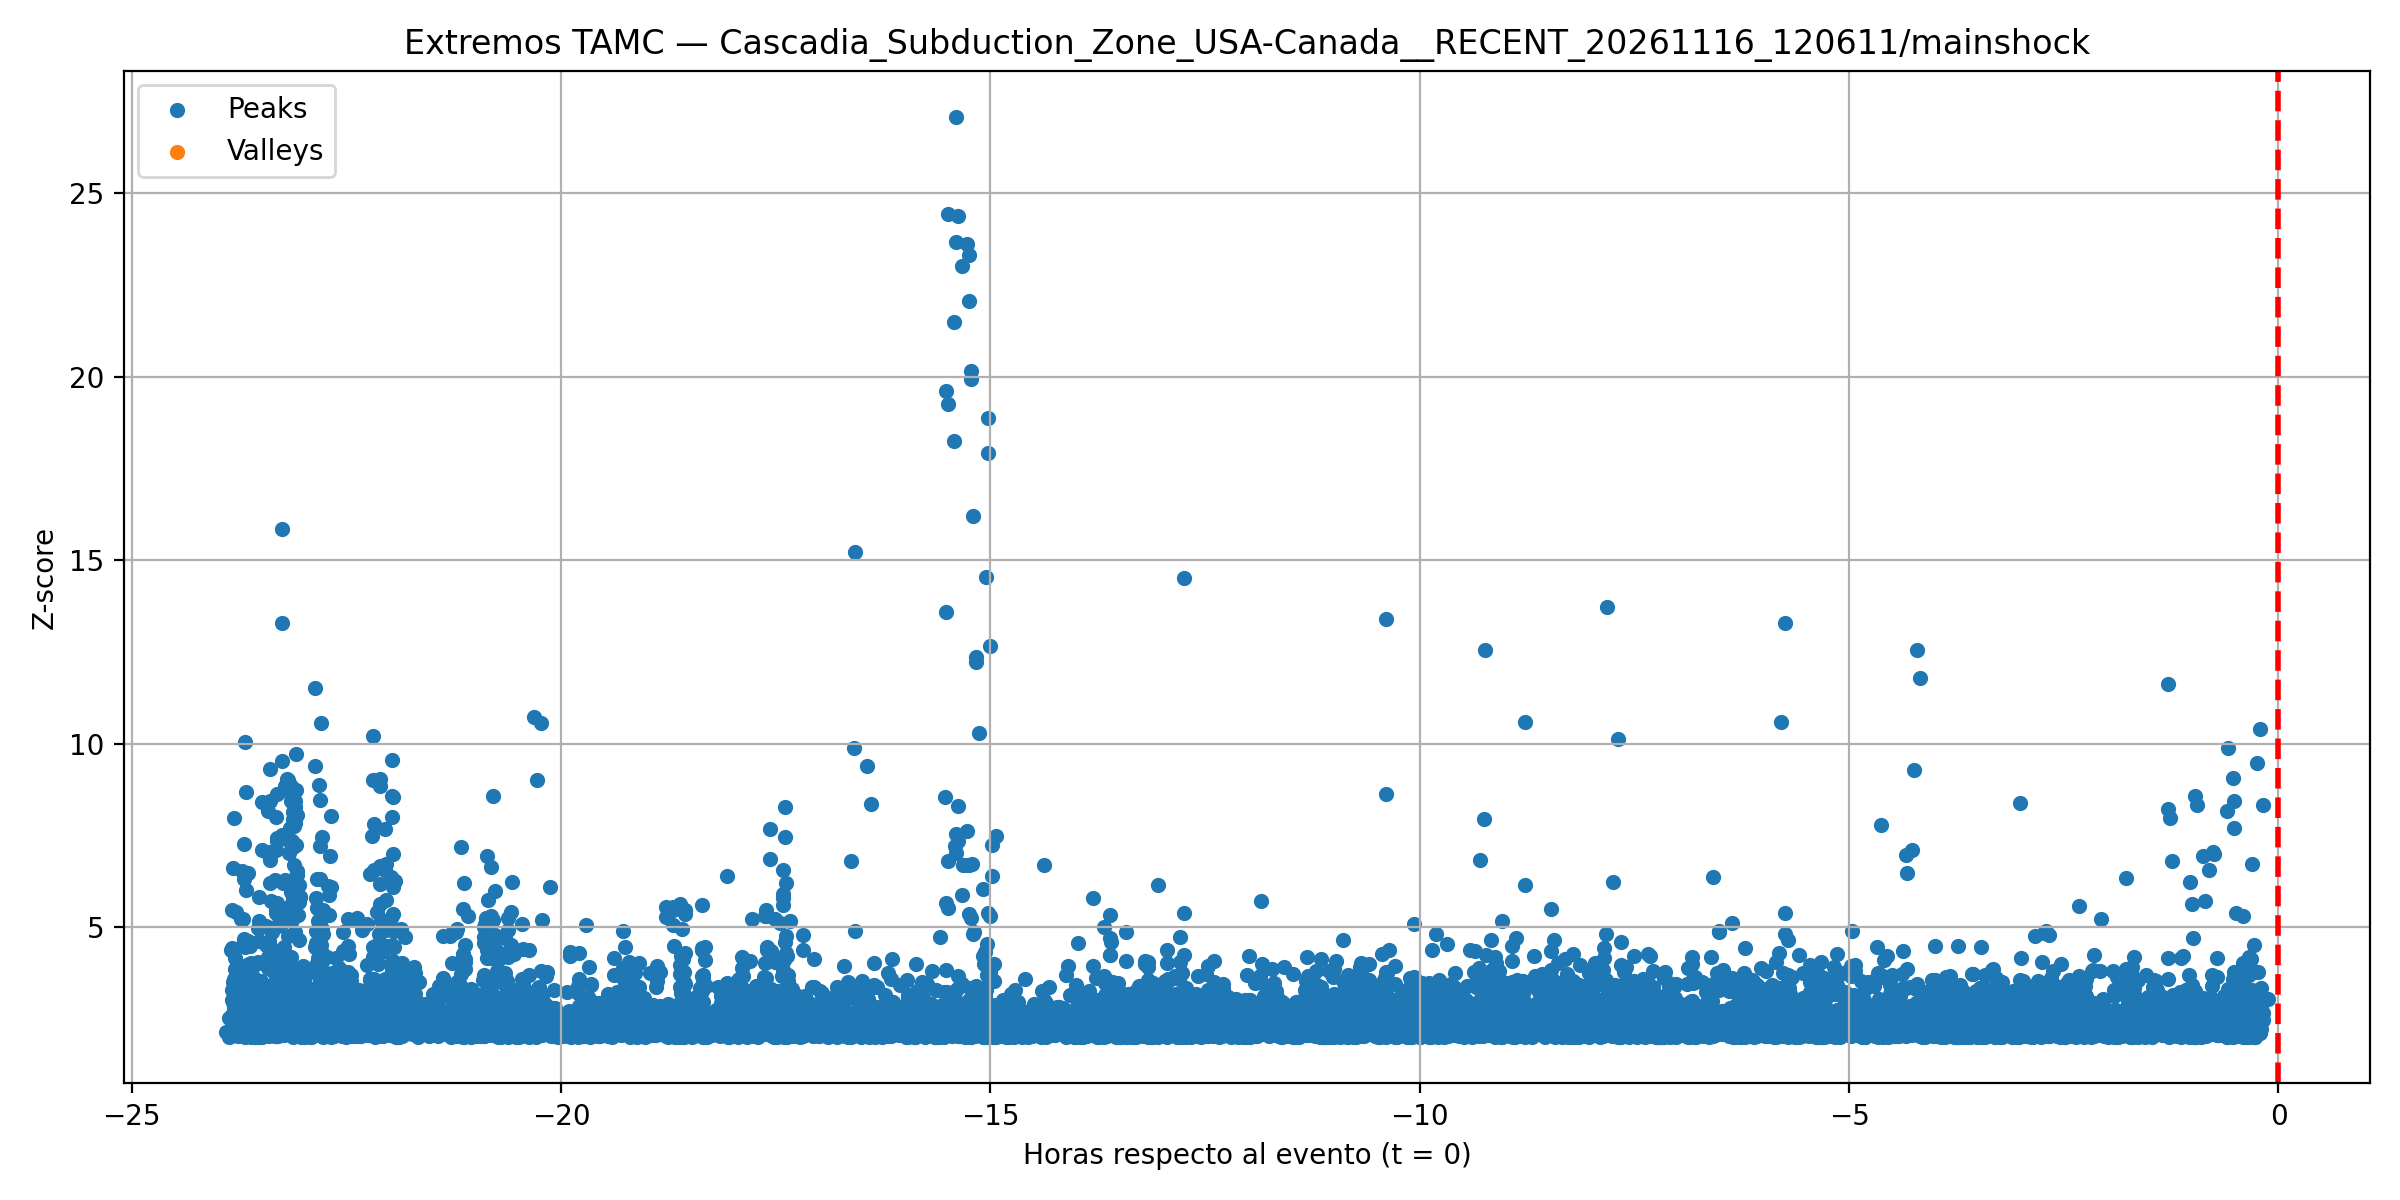 Extremos TAMC — Cascadia_Subduction_Zone_USA-Canada__RECENT_20261116_120611/mainshock
Peaks
Valleys
25
20
15
10
5
Z-score
−25 −20 −15 −10 −5 0
Horas respecto al evento (t = 0)